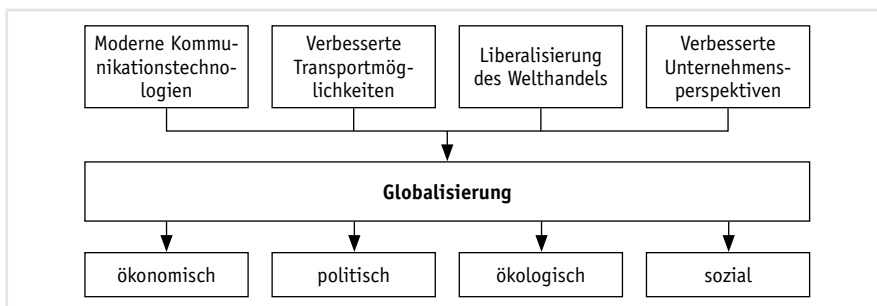 Moderne Kommu-
nikationstechno-
logien
Verbesserte
Transportmög-
lichkeiten
Liberalisierung
des Welthandels
Verbesserte
Unternehmens-
perspektiven
Globalisierung
ökonomisch
politisch
ökologisch
sozial